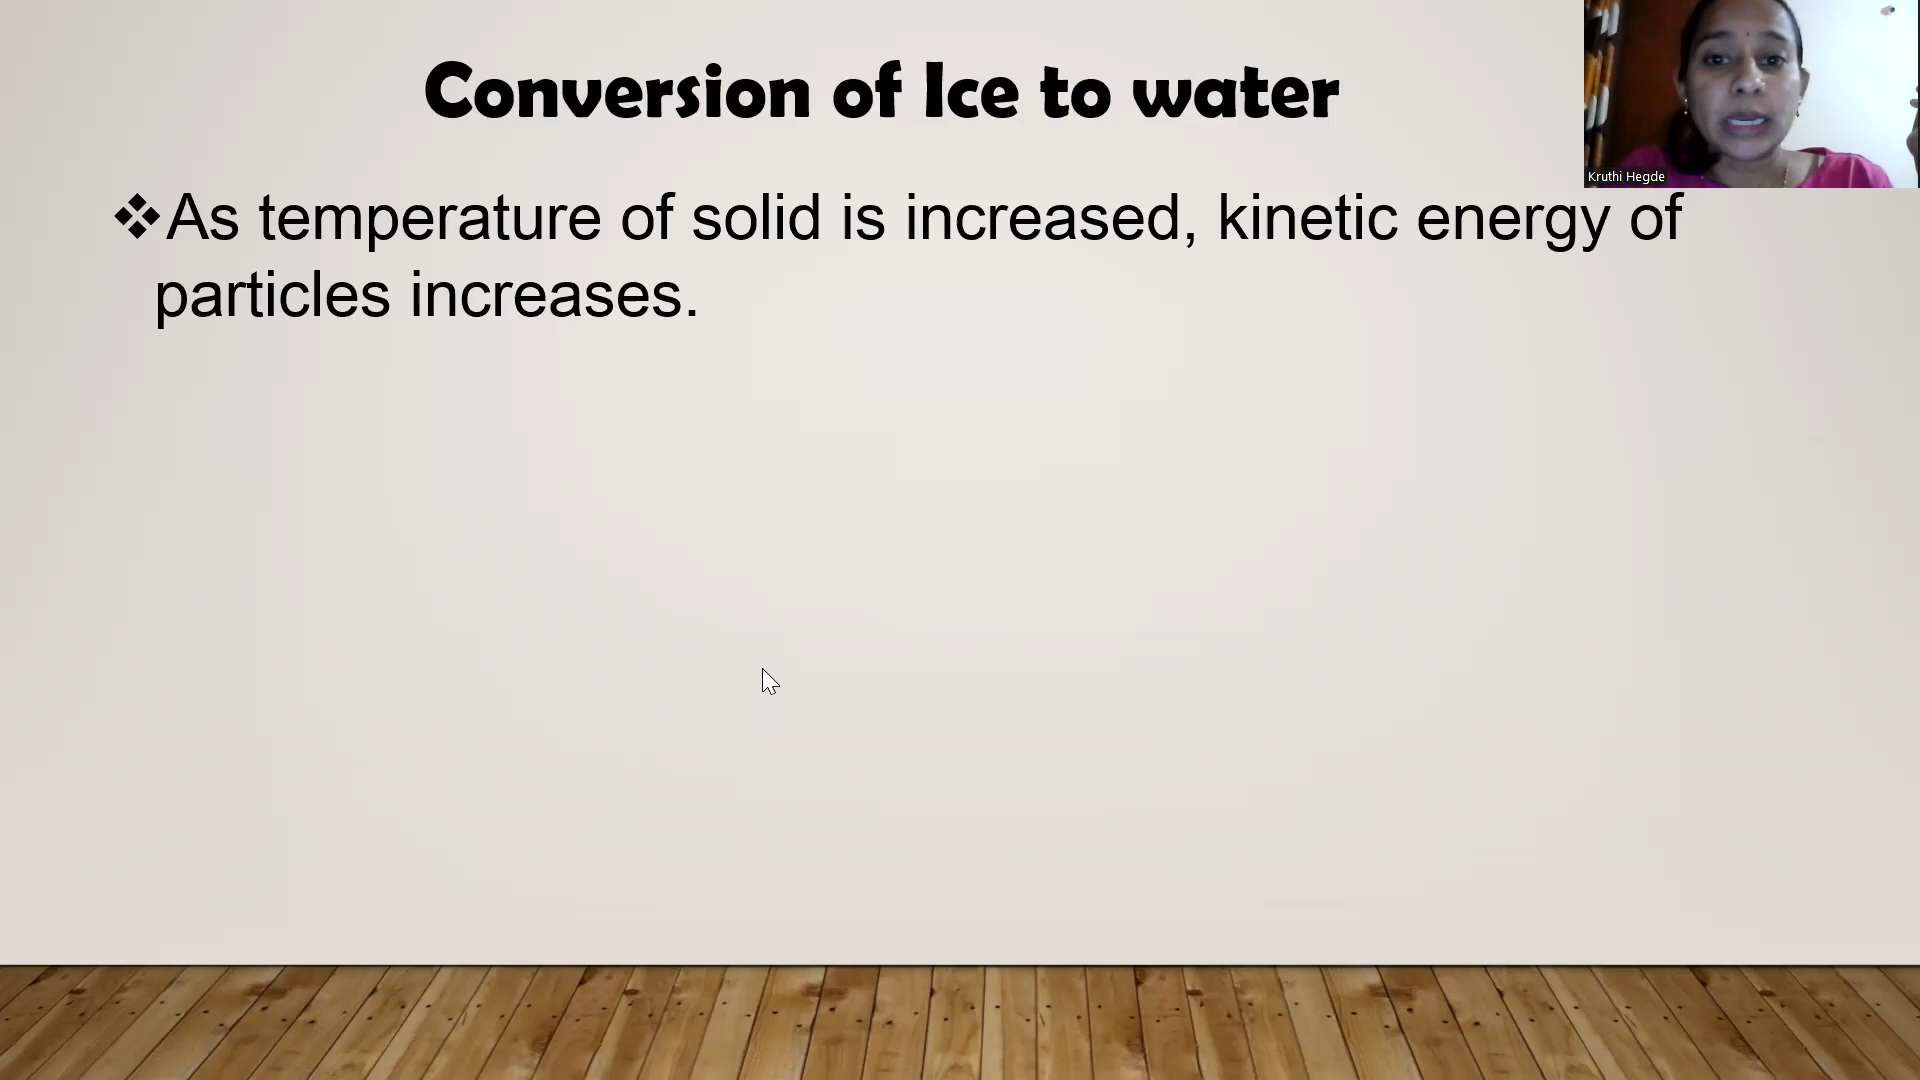 Conversion of Ice to water
Kruthi Hegde
❖As temperature of solid is increased, kinetic energy of
particles increases.